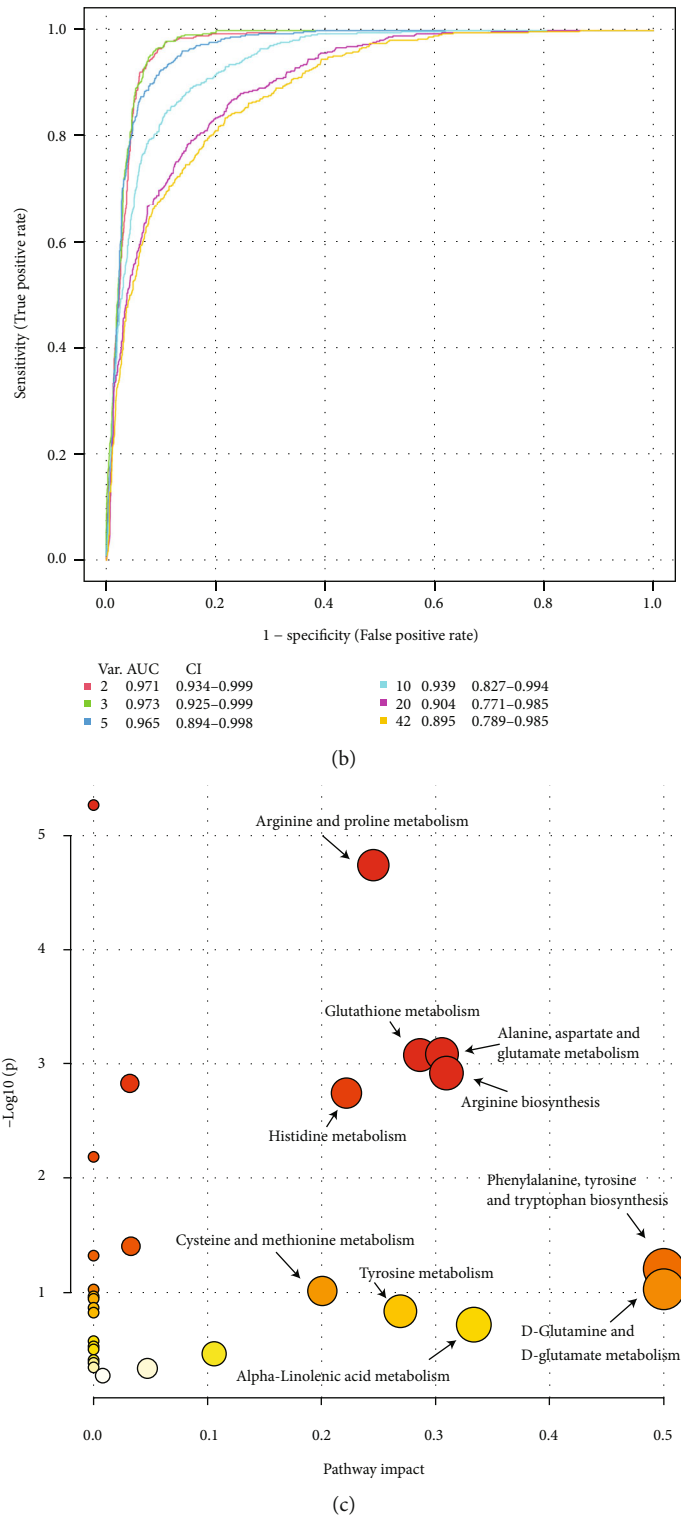 1.0
0.8
0.6
0.4
0.2
0.0
Sensitivity (True positive rate)
0.0 0.2 0.4 0.6 0.8 1.0
1 – specificity (False positive rate)
Var. AUC CI
2 0.971 0.934–0.999
3 0.973 0.925–0.999
5 0.965 0.894–0.998
10 0.939 0.827–0.994
20 0.904 0.771–0.985
42 0.895 0.789–0.985
(b)
5
4
3
2
1
–Log10 (p)
Arginine and proline metabolism
Glutathione metabolism
Alanine, aspartate and
glutamate metabolism
Arginine biosynthesis
Histidine metabolism
Phenylalanine, tyrosine
and tryptophan biosynthesis
Cysteine and methionine metabolism
Tyrosine metabolism
D-Glutamine and
D-glutamate metabolism
Alpha-Linolenic acid metabolism
0.0 0.1 0.2 0.3 0.4 0.5
Pathway impact
(c)